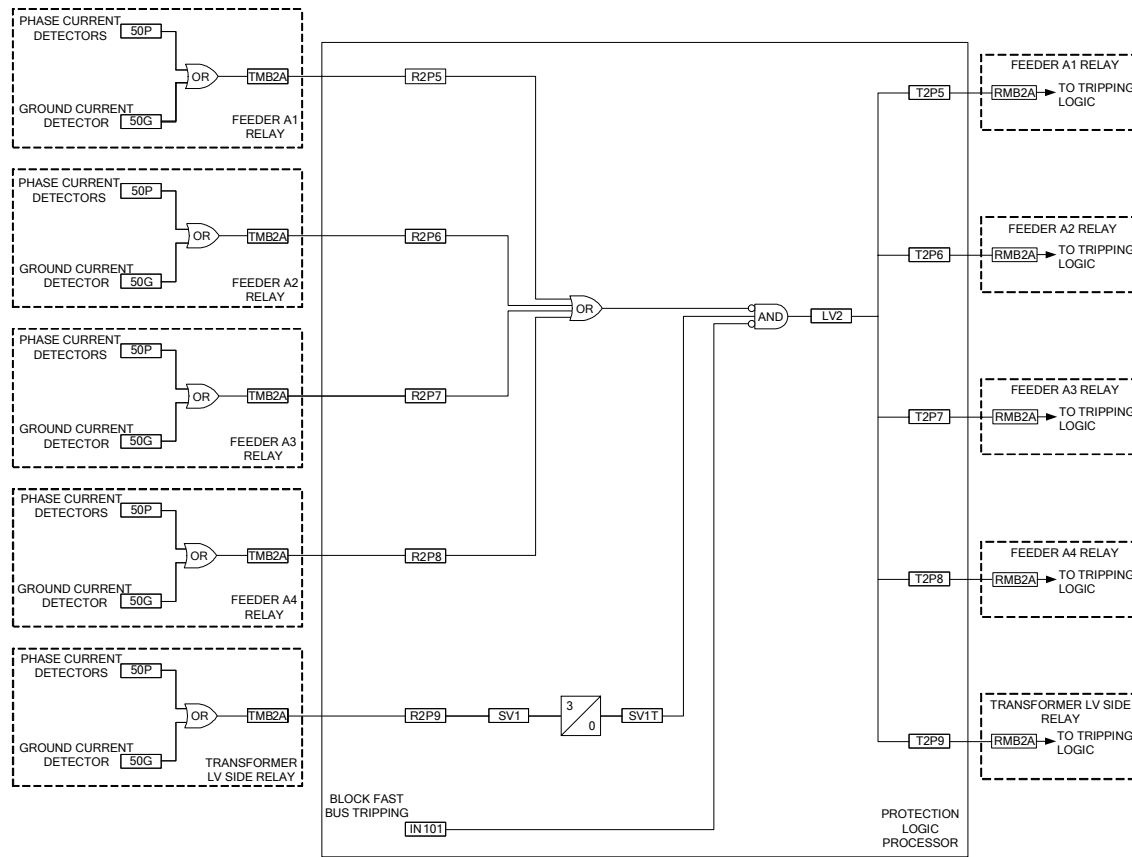 PHASE CURRENT
DETECTORS
50P
OR
TMB2A
GROUND CURRENT
DETECTOR
50G
FEEDER A1
RELAY
PHASE CURRENT
DETECTORS
50P
OR
TMB2A
GROUND CURRENT
DETECTOR
50G
FEEDER A2
RELAY
PHASE CURRENT
DETECTORS
50P
OR
TMB2A
GROUND CURRENT
DETECTOR
50G
FEEDER A3
RELAY
PHASE CURRENT
DETECTORS
50P
OR
TMB2A
GROUND CURRENT
DETECTOR
50G
FEEDER A4
RELAY
PHASE CURRENT
DETECTORS
50P
OR
TMB2A
GROUND CURRENT
DETECTOR
50G
TRANSFORMER
LV SIDE RELAY
R2P5
R2P6
R2P7
R2P8
R2P9
SV1
3
0
SV1T
BLOCK FAST
BUS TRIPPING
IN101
OR
AND
LV2
PROTECTION
LOGIC
PROCESSOR
T2P5
T2P6
T2P7
T2P8
T2P9
FEEDER A1 RELAY
RMB2A
TO TRIPPING
LOGIC
FEEDER A2 RELAY
RMB2A
TO TRIPPING
LOGIC
FEEDER A3 RELAY
RMB2A
TO TRIPPING
LOGIC
FEEDER A4 RELAY
RMB2A
TO TRIPPING
LOGIC
TRANSFORMER LV SIDE
RELAY
RMB2A
TO TRIPPING
LOGIC